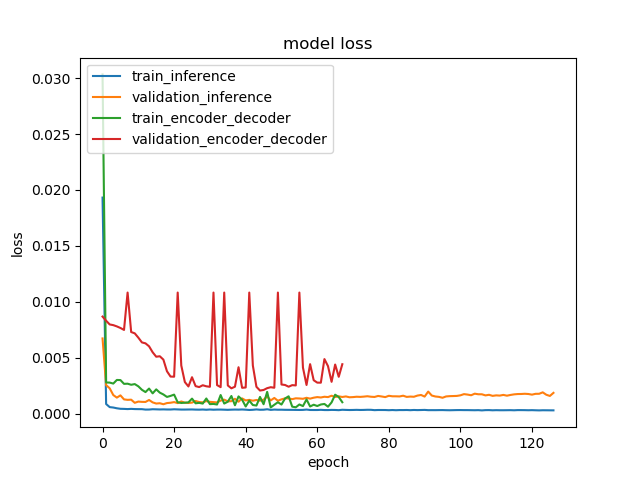 model loss
train_inference
validation_inference
train_encoder_decoder
validation_encoder_decoder
0.030
0.025
0.020
0.015
0.010
0.005
0.000
loss
0 20 40 60 80 100 120
epoch